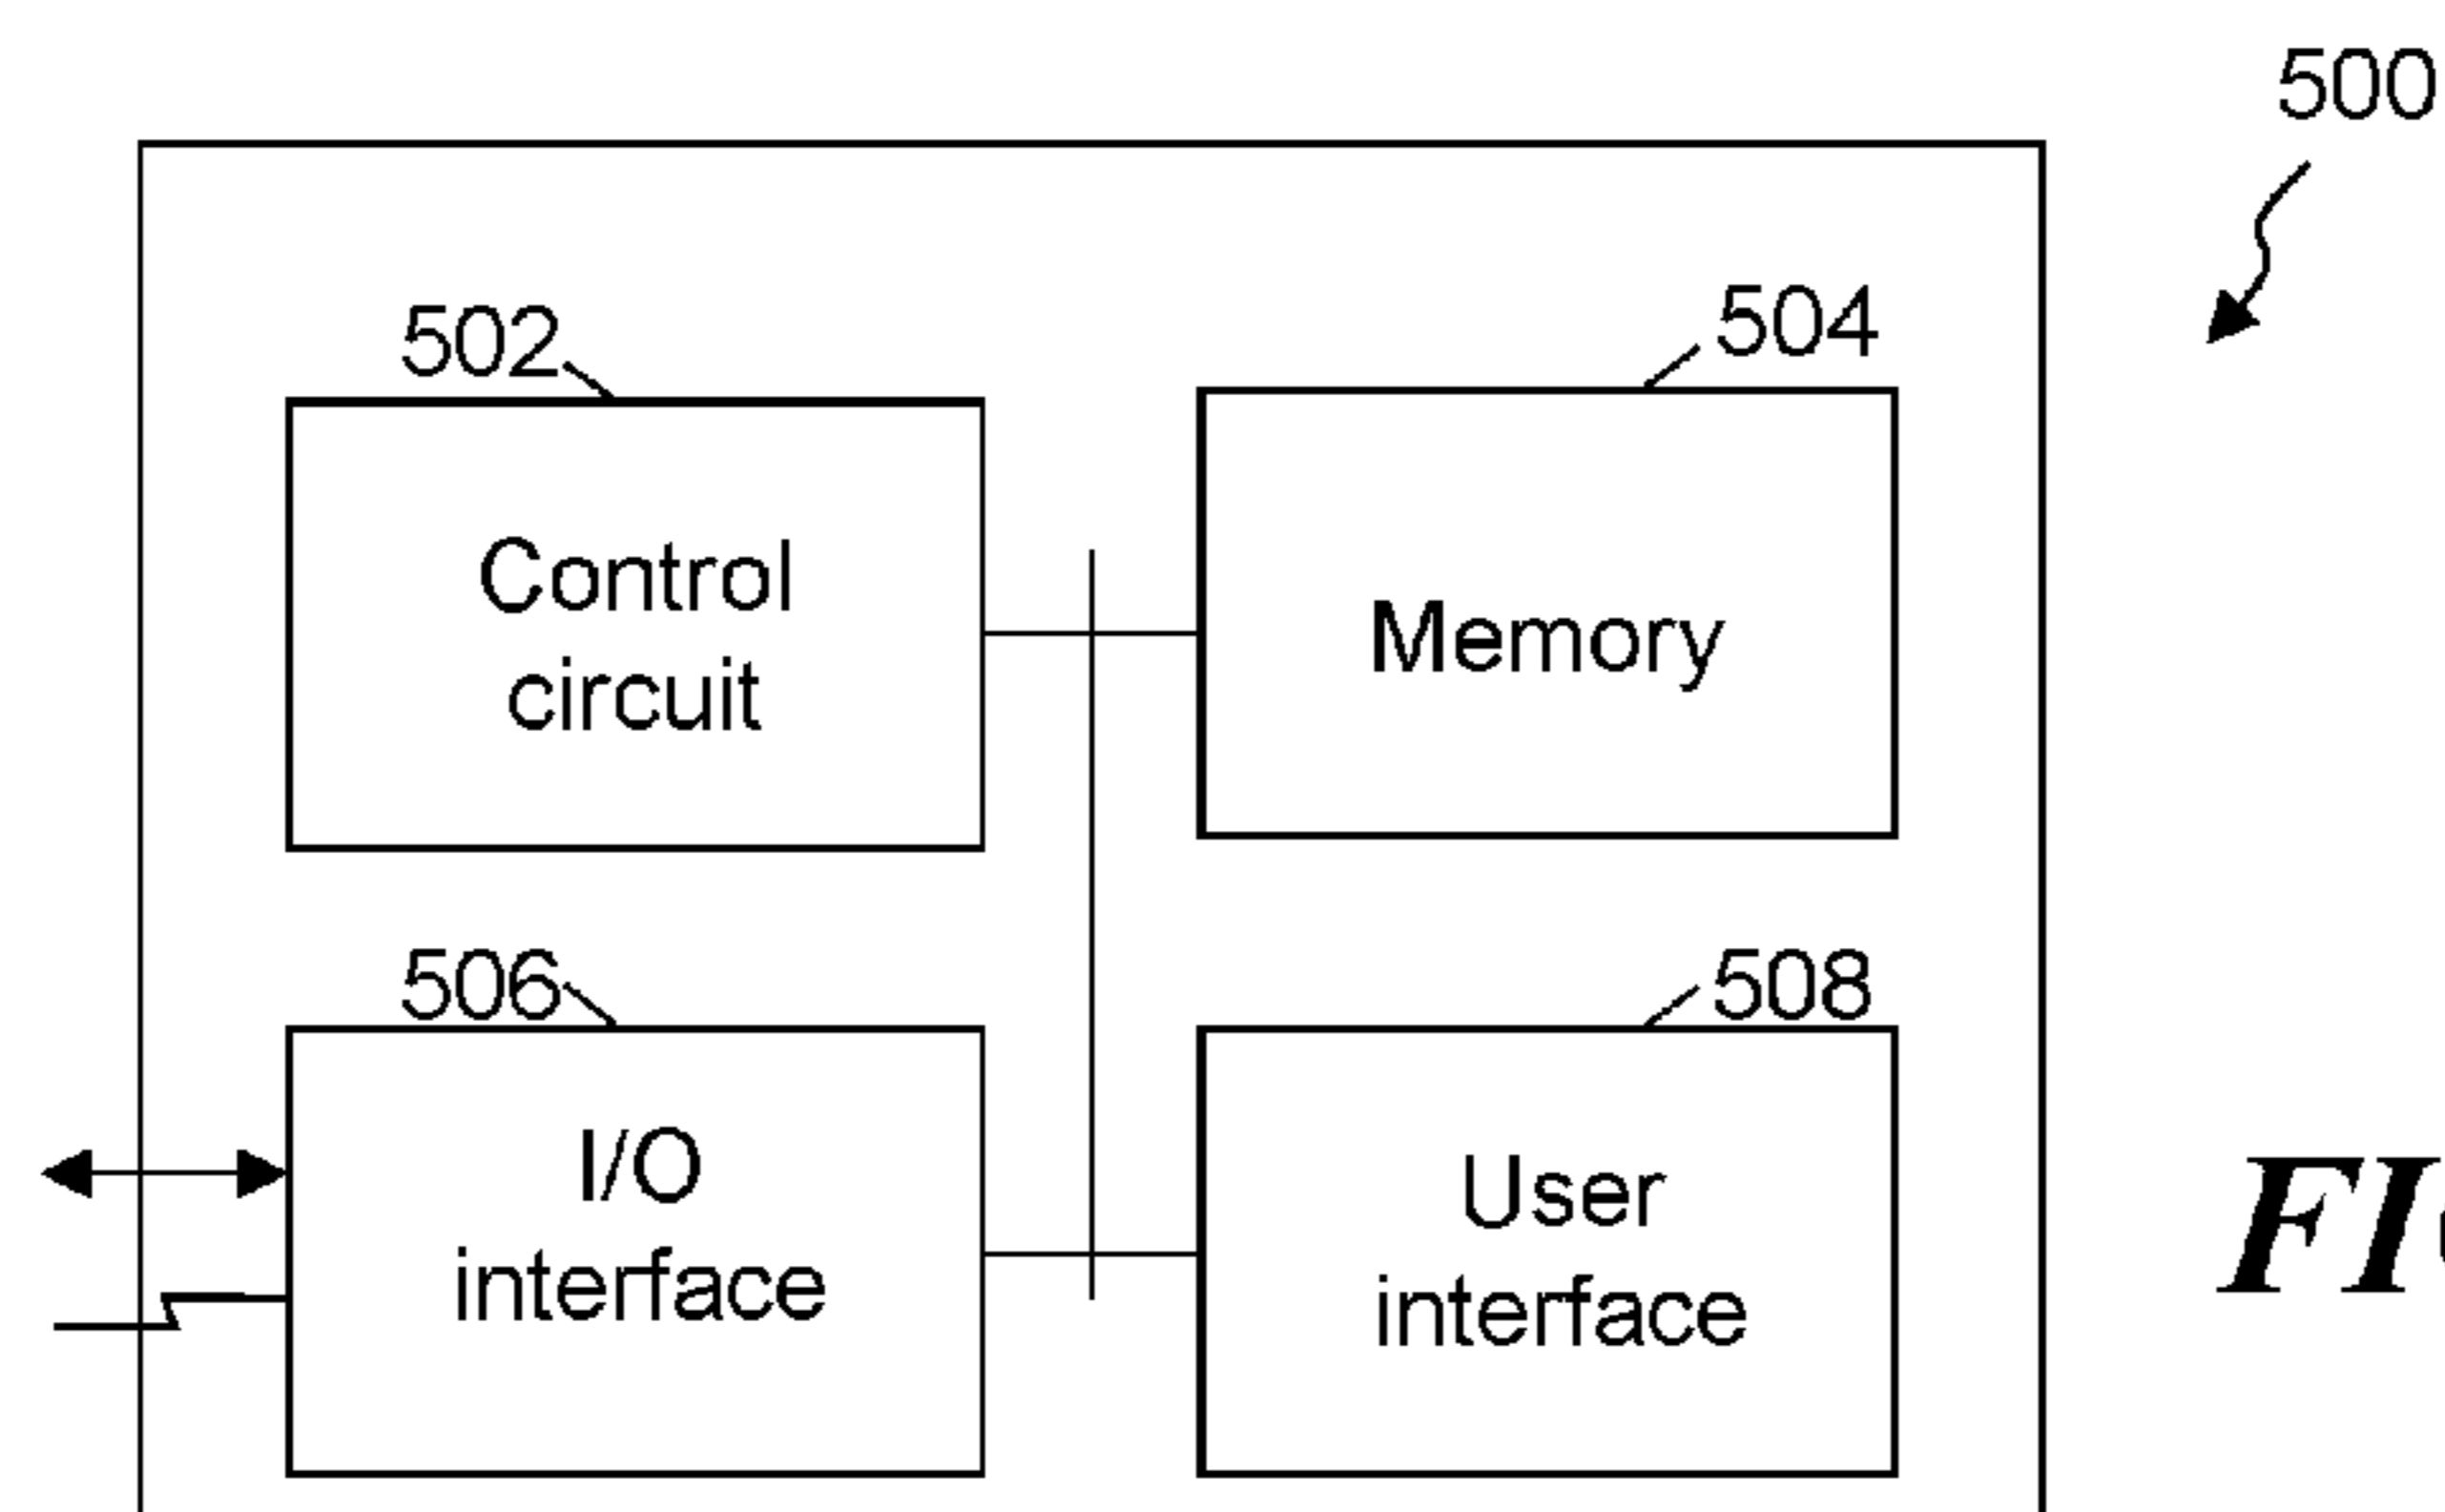 500
502
504
Control
circuit
Memory
506
508
I/O
interface
User
interface